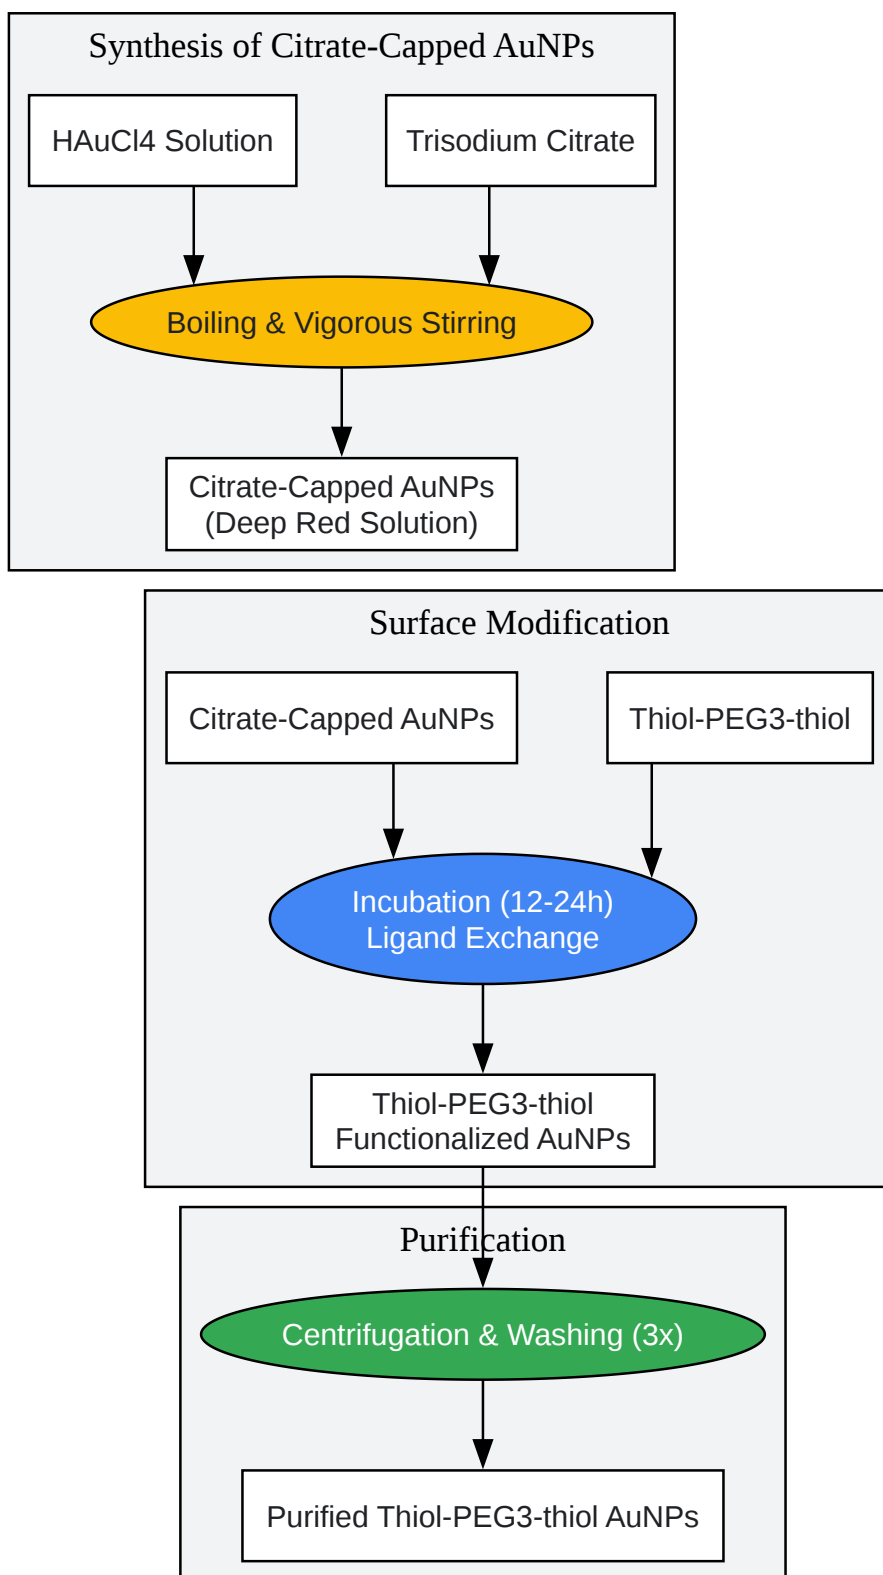 Synthesis of Citrate-Capped AuNPs
HAuCl4 Solution
Trisodium Citrate
Boiling & Vigorous Stirring
Citrate-Capped AuNPs
(Deep Red Solution)
Surface Modification
Citrate-Capped AuNPs
Thiol-PEG3-thiol
Incubation (12-24h)
Ligand Exchange
Thiol-PEG3-thiol
Functionalized AuNPs
Purification
Centrifugation & Washing (3x)
Purified Thiol-PEG3-thiol AuNPs